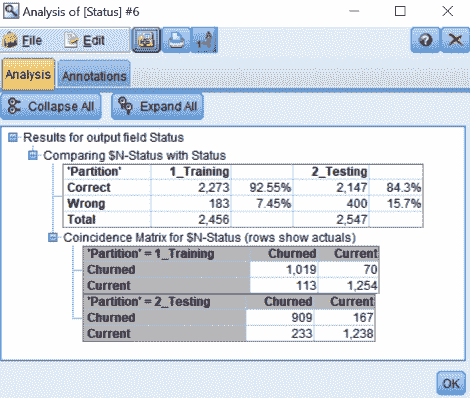 Analysis of [Status] #6
File Edit
Analysis Annotations
Collapse All Expand All
Results for output field Status
Comparing $N-Status with Status
'Partition' 1_Training 2_Testing
Correct 2,273 92.55% 2,147 84.3%
Wrong 183 7.45% 400 15.7%
Total 2,456 2,547
Coincidence Matrix for $N-Status (rows show actuals)
'Partition' = 1_Training Churned Current
Churned 1,019 70
Current 113 1,254
'Partition' = 2_Testing Churned Current
Churned 909 167
Current 233 1,238
OK